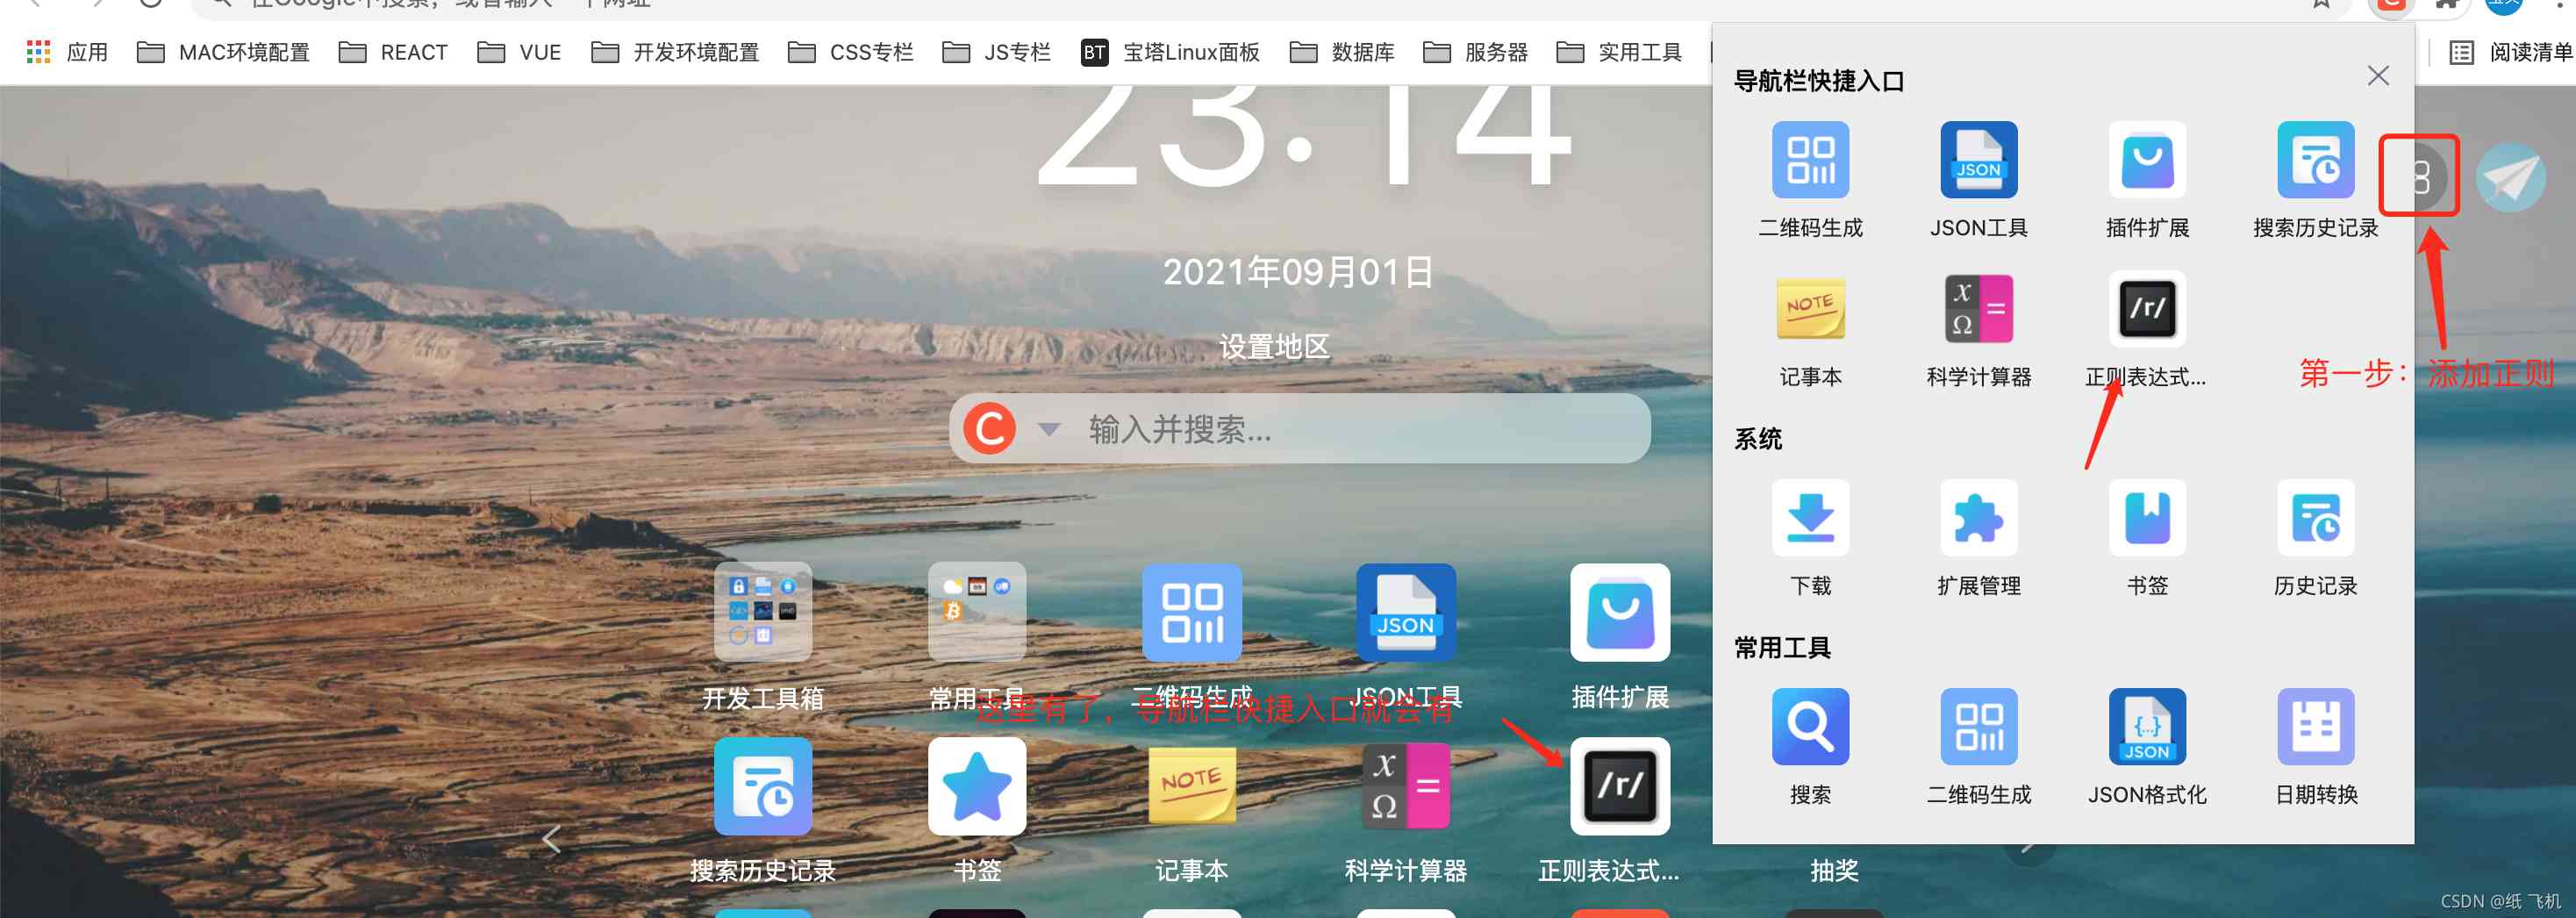 在Google中搜索，或者输入一个网址
应用 MAC环境配置 REACT VUE 开发环境配置 CSS专栏 JS专栏 BT 宝塔Linux面板 数据库 服务器 实用工具 阅读清单
23:14
2021年09月01日
设置地区
C 输入并搜索...
开发工具箱 常用工具 二维码生成 JSON工具 插件扩展
JSON
这里有了，导航栏快捷入口就会有
NOTE
x
Ω
=
/r/
搜索历史记录 书签 记事本 科学计算器 正则表达式... 抽奖
导航栏快捷入口
JSON
二维码生成 JSON工具 插件扩展 搜索历史记录
NOTE
x
Ω
=
/r/
记事本 科学计算器 正则表达式...
第一步：添加正则
系统
下载 扩展管理 书签 历史记录
常用工具
{...}
JSON
搜索 二维码生成 JSON格式化 日期转换
CSDN @纸 飞机